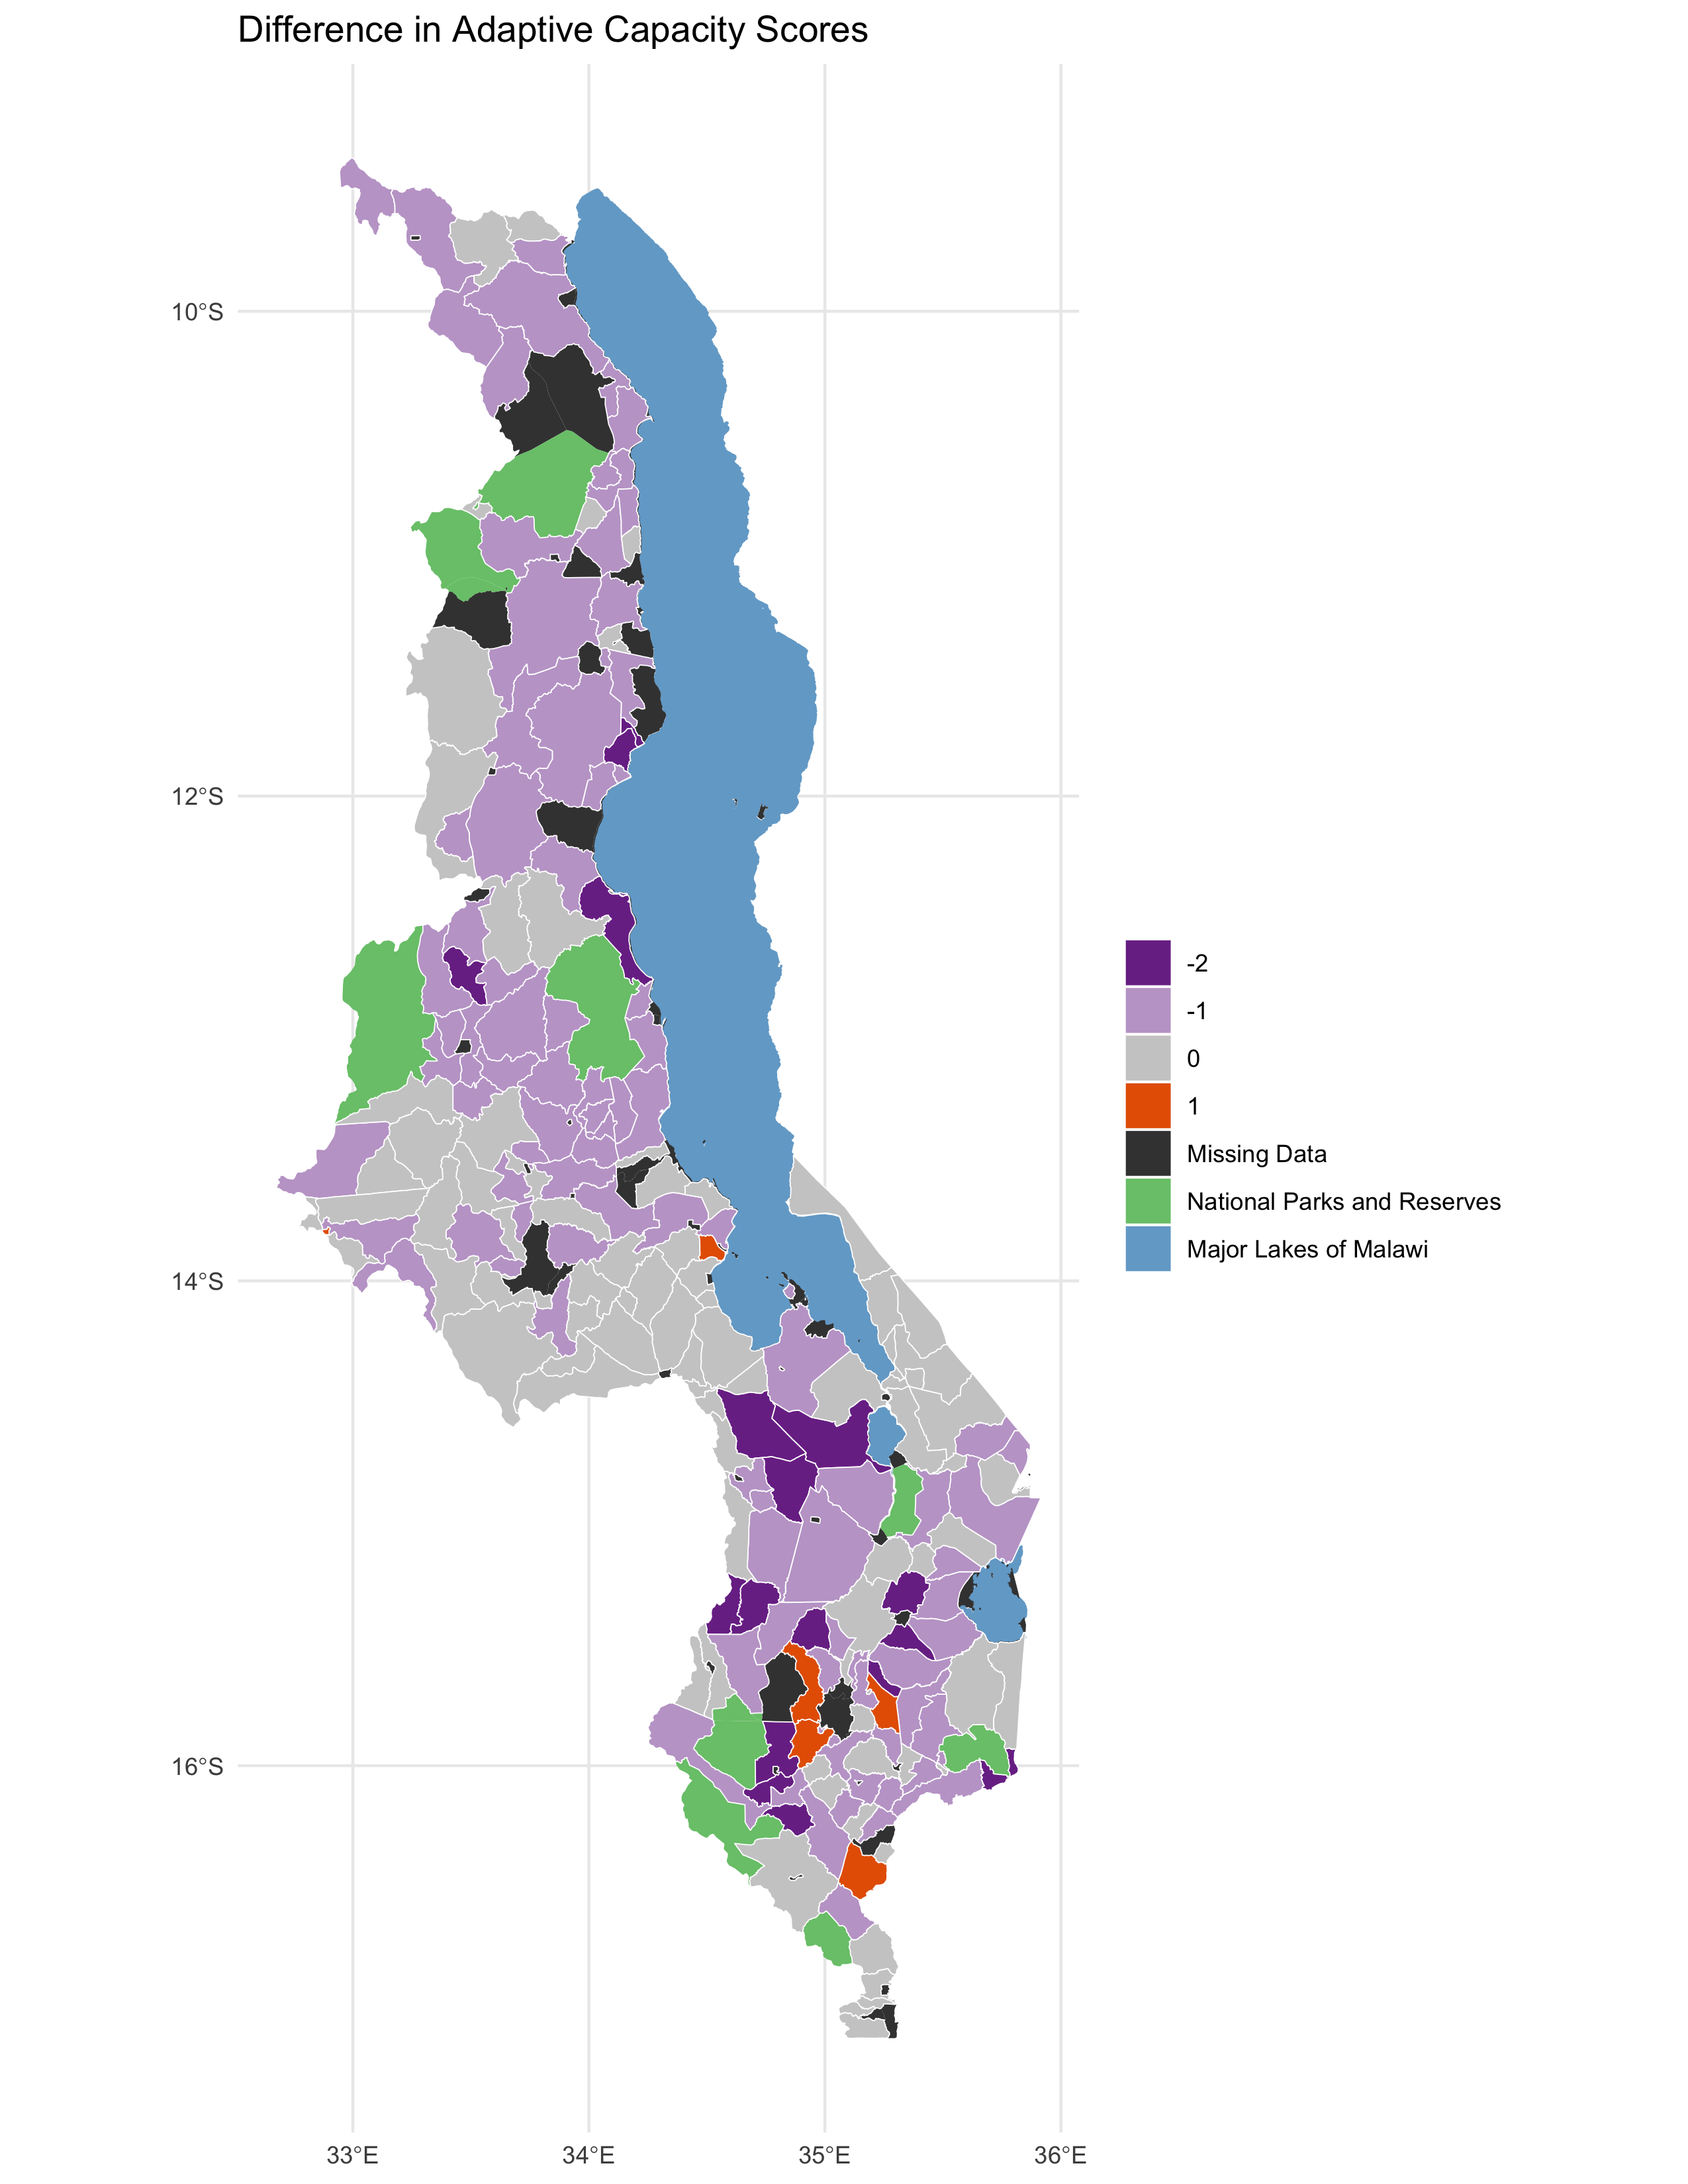 Difference in Adaptive Capacity Scores
10°S
12°S
14°S
16°S
33°E 34°E 35°E 36°E
-2
-1
0
1
Missing Data
National Parks and Reserves
Major Lakes of Malawi